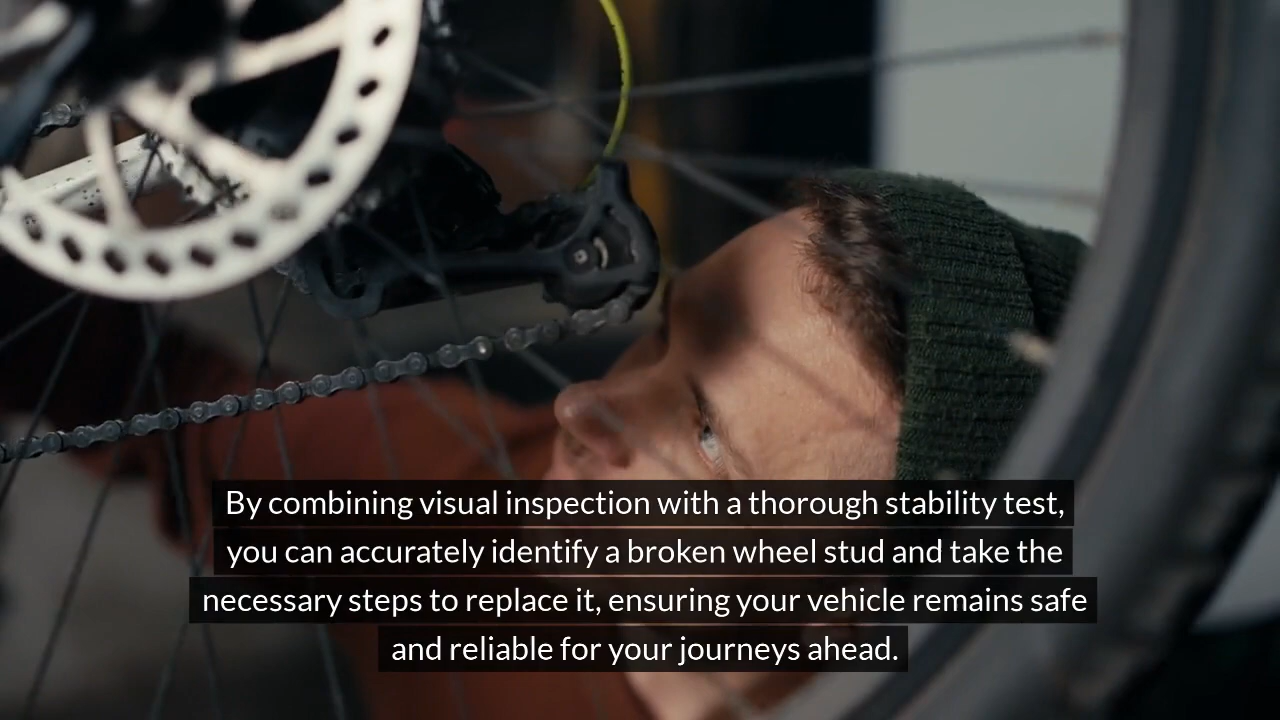 By combining visual inspection with a thorough stability test,
you can accurately identify a broken wheel stud and take the
necessary steps to replace it, ensuring your vehicle remains safe
and reliable for your journeys ahead.